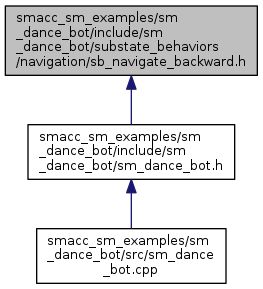 smacc_sm_examples/sm
_dance_bot/include/sm
_dance_bot/substate_behaviors
/navigation/sb_navigate_backward.h
smacc_sm_examples/sm
_dance_bot/include/sm
_dance_bot/sm_dance_bot.h
smacc_sm_examples/sm
_dance_bot/src/sm_dance
_bot.cpp